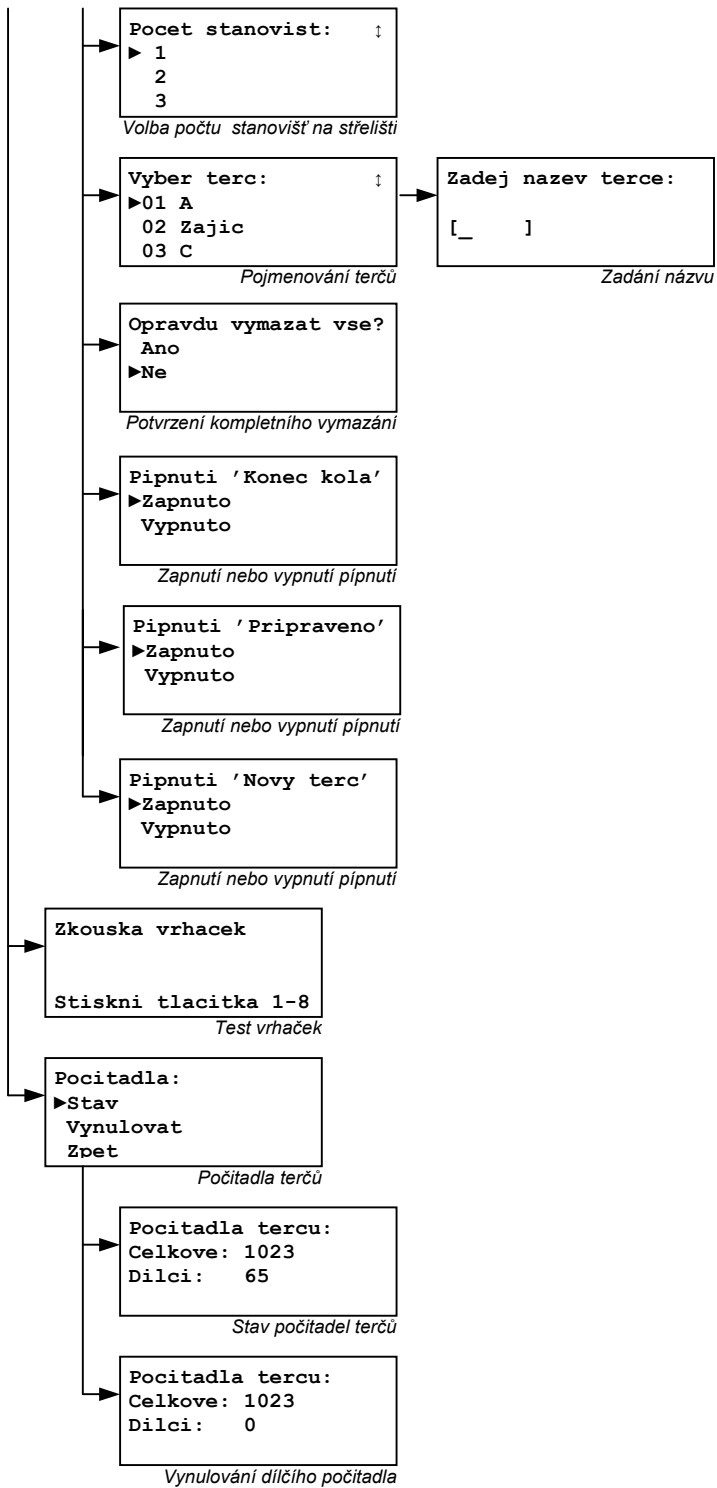 Pocet stanovist: ↕
► 1
2
3
Volba počtu stanovišť na střelišti
Vyber terc: ↕
►01 A
02 Zajic
03 C
Pojmenování terčů
Zadej nazev terce:
[_ ]
Zadání názvu
Opravdu vymazat vse?
Ano
►Ne
Potvrzení kompletního vymazání
Pipnuti ’Konec kola’
►Zapnuto
Vypnuto
Zapnutí nebo vypnutí pípnutí
Pipnuti ’Pripraveno’
►Zapnuto
Vypnuto
Zapnutí nebo vypnutí pípnutí
Pipnuti ’Novy terc’
►Zapnuto
Vypnuto
Zapnutí nebo vypnutí pípnutí
Zkouska vrhacek
Stiskni tlacitka 1-8
Test vrhaček
Pocitadla:
►Stav
Vynulovat
Zpet
Počitadla terčů
Pocitadla tercu:
Celkove: 1023
Dilci: 65
Stav počitadel terčů
Pocitadla tercu:
Celkove: 1023
Dilci: 0
Vynulování dílčího počitadla